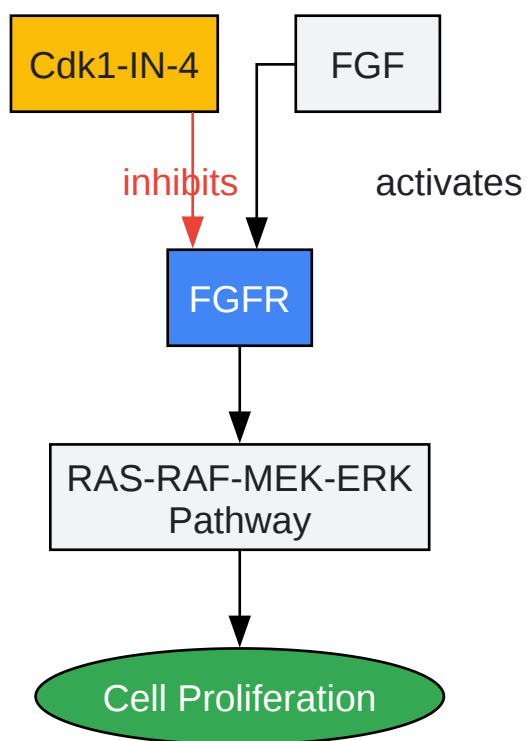 Cdk1-IN-4
FGF
inhibits
activates
FGFR
RAS-RAF-MEK-ERK
Pathway
Cell Proliferation